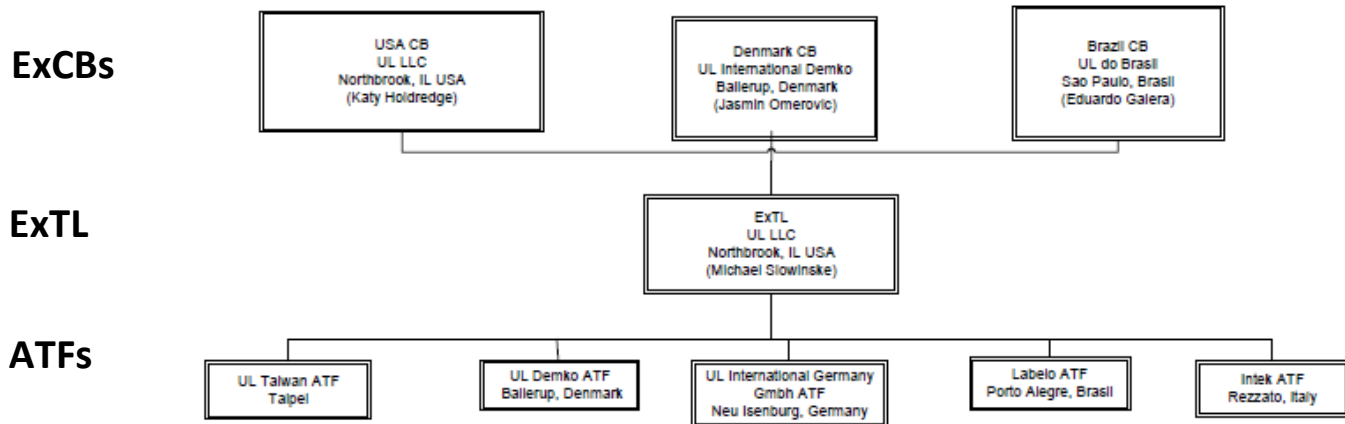 ExCBs
USA CB
UL LLC
Northbrook, IL USA
(Katy Holdredge)
Denmark CB
UL International Demko
Ballerup, Denmark
(Jasmin Omerovic)
Brazil CB
UL do Brasil
Sao Paulo, Brasil
(Eduardo Galera)
ExTL
ExTL
UL LLC
Northbrook, IL USA
(Michael Slowinske)
ATFs
UL Taiwan ATF
Taipei
UL Demko ATF
Ballerup, Denmark
UL International Germany
Gmbh ATF
Neu Isenburg, Germany
Labelo ATF
Porto Alegre, Brasil
Intek ATF
Rezzato, Italy